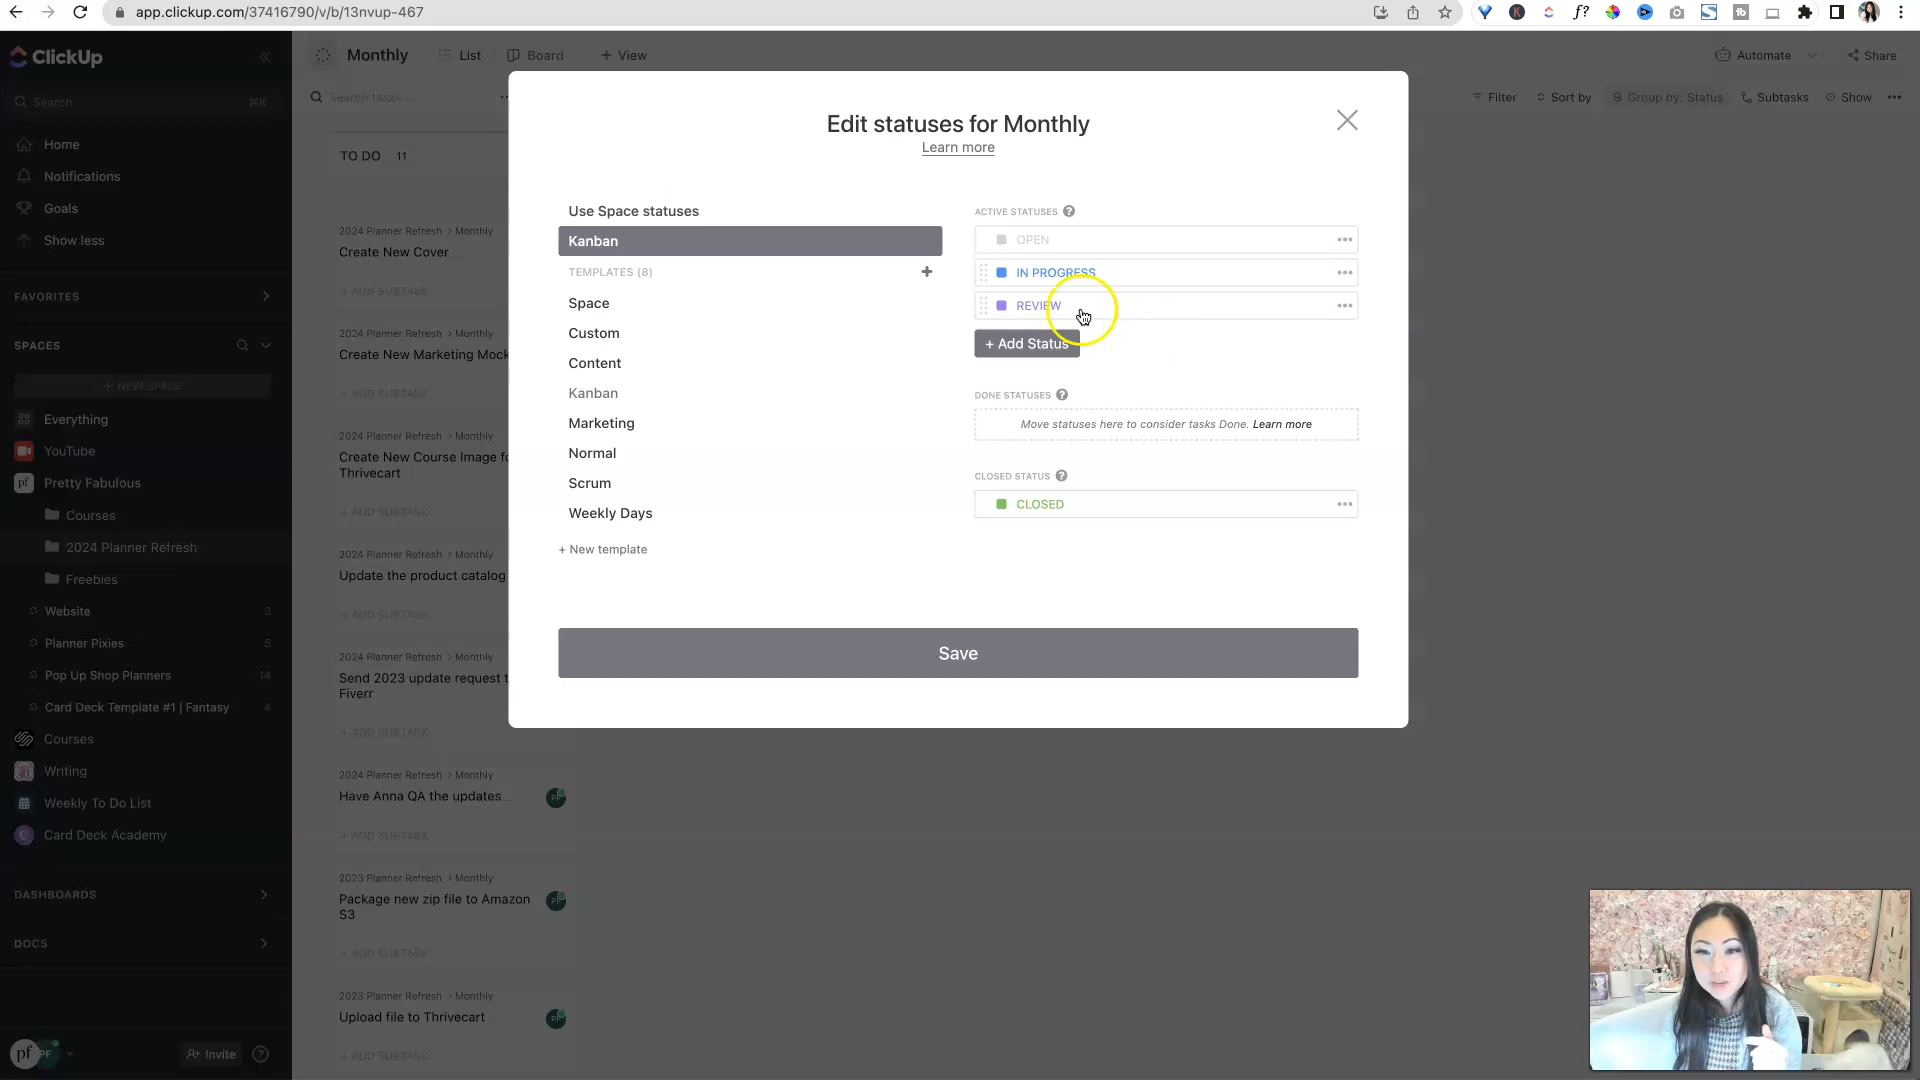 app.clickup.com/37416790/v/b/13nvup-467
ClickUp
Search
⌘K
Home
Notifications
Goals
Show less
FAVORITES
SPACES
+ NEW SPACE
Everything
YouTube
pf Pretty Fabulous
Courses
2024 Planner Refresh
Freebies
Website 3
Planner Pixies 5
Pop Up Shop Planners 14
Card Deck Template #1 | Fantasy 4
Courses
Writing
Weekly To Do List
Card Deck Academy
DASHBOARDS
DOCS
pf PF
Invite
Monthly List Board + View
Automate Share
Search tasks...
Filter Sort by Group by: Status Subtasks Show
TO DO 11
2024 Planner Refresh > Monthly
Create New Cover
+ ADD SUBTASK
2024 Planner Refresh > Monthly
Create New Marketing Mock
+ ADD SUBTASK
2024 Planner Refresh > Monthly
Create New Course Image fo
Thrivecart
+ ADD SUBTASK
2024 Planner Refresh > Monthly
Update the product catalog
+ ADD SUBTASK
2024 Planner Refresh > Monthly
Send 2023 update request t
Fiverr
+ ADD SUBTASK
2024 Planner Refresh > Monthly
Have Anna QA the updates
PF
+ ADD SUBTASK
2023 Planner Refresh > Monthly
Package new zip file to Amazon
S3
PF
+ ADD SUBTASK
2023 Planner Refresh > Monthly
Upload file to Thrivecart
PF
+ ADD SUBTASK
Edit statuses for Monthly
Learn more
Use Space statuses
Kanban
TEMPLATES (8) +
Space
Custom
Content
Kanban
Marketing
Normal
Scrum
Weekly Days
+ New template
ACTIVE STATUSES ?
OPEN
IN PROGRESS
REVIEW
+ Add Status
DONE STATUSES ?
Move statuses here to consider tasks Done. Learn more
CLOSED STATUS ?
CLOSED
Save